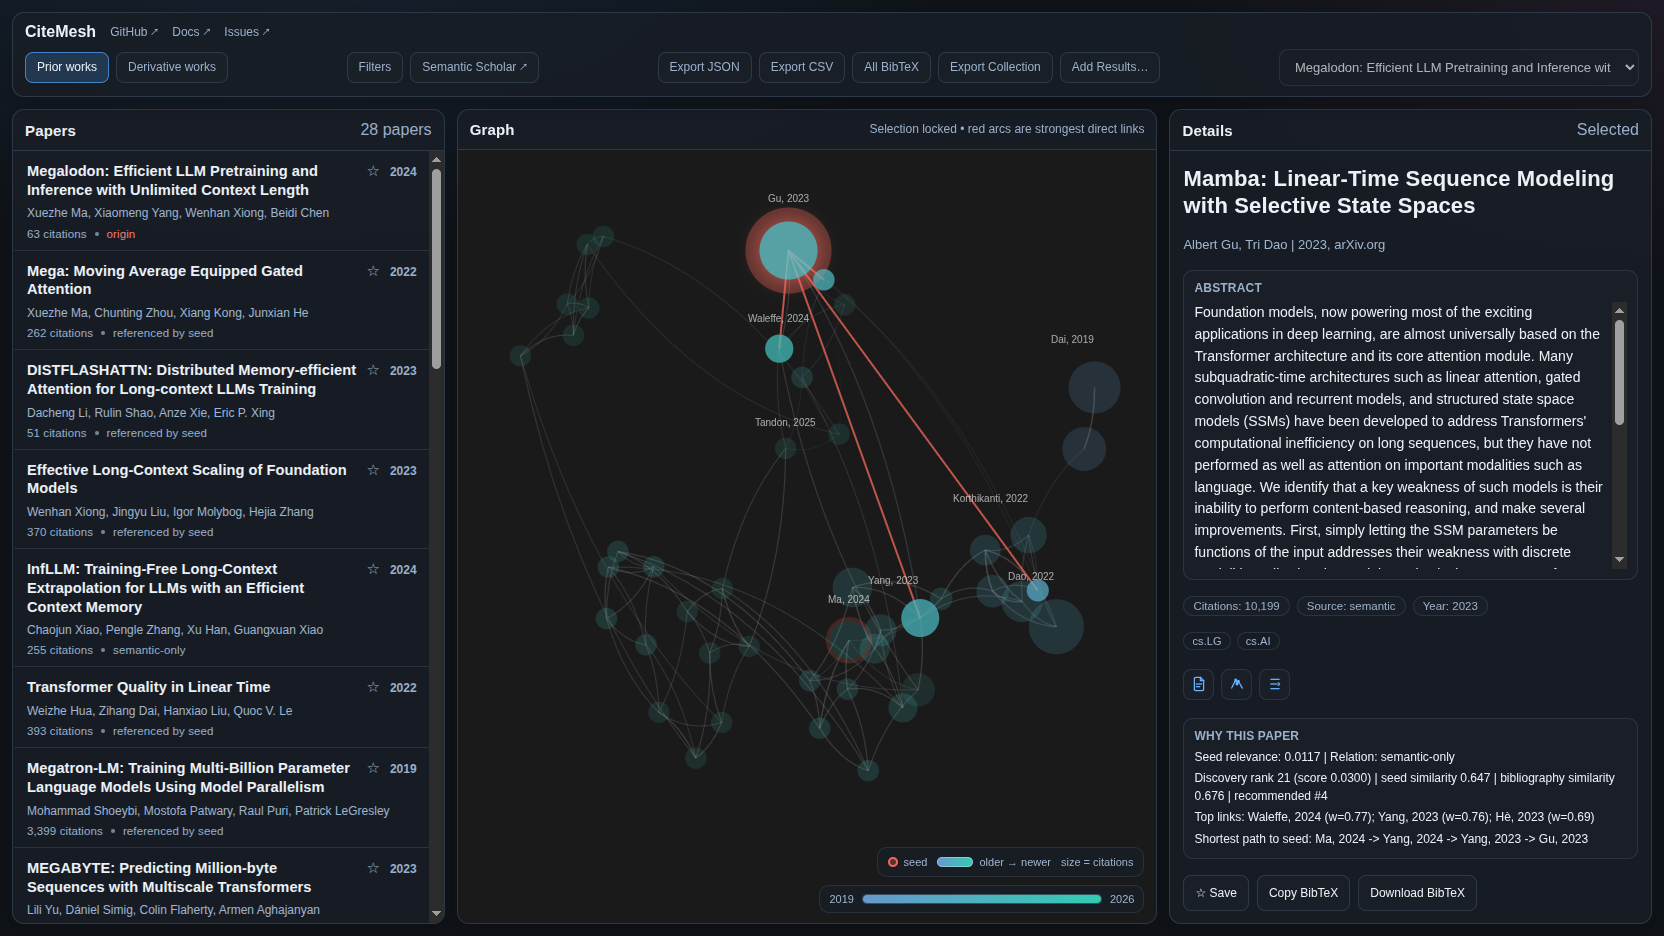 CiteMesh GitHub ↗ Docs ↗ Issues ↗
Prior works Derivative works Filters Semantic Scholar ↗ Export JSON Export CSV All BibTeX Export Collection Add Results… Megalodon: Efficient LLM Pretraining and Inference wit
Papers 28 papers
Megalodon: Efficient LLM Pretraining and
Inference with Unlimited Context Length
☆ 2024
Xuezhe Ma, Xiaomeng Yang, Wenhan Xiong, Beidi Chen
63 citations • origin
Mega: Moving Average Equipped Gated
Attention
☆ 2022
Xuezhe Ma, Chunting Zhou, Xiang Kong, Junxian He
262 citations • referenced by seed
DISTFLASHATTN: Distributed Memory-efficient
Attention for Long-context LLMs Training
☆ 2023
Dacheng Li, Rulin Shao, Anze Xie, Eric P. Xing
51 citations • referenced by seed
Effective Long-Context Scaling of Foundation
Models
☆ 2023
Wenhan Xiong, Jingyu Liu, Igor Molybog, Hejia Zhang
370 citations • referenced by seed
InfLLM: Training-Free Long-Context
Extrapolation for LLMs with an Efficient
Context Memory
☆ 2024
Chaojun Xiao, Pengle Zhang, Xu Han, Guangxuan Xiao
255 citations • semantic-only
Transformer Quality in Linear Time
☆ 2022
Weizhe Hua, Zihang Dai, Hanxiao Liu, Quoc V. Le
393 citations • referenced by seed
Megatron-LM: Training Multi-Billion Parameter
Language Models Using Model Parallelism
☆ 2019
Mohammad Shoeybi, Mostofa Patwary, Raul Puri, Patrick LeGresley
3,399 citations • referenced by seed
MEGABYTE: Predicting Million-byte
Sequences with Multiscale Transformers
☆ 2023
Lili Yu, Dániel Simig, Colin Flaherty, Armen Aghajanyan
Graph Selection locked • red arcs are strongest direct links
Gu, 2023
Waleffe, 2024
Dai, 2019
Tandon, 2025
Korthikanti, 2022
Yang, 2023
Dao, 2022
Ma, 2024
seed older → newer size = citations
2019 2026
Details Selected
Mamba: Linear-Time Sequence Modeling
with Selective State Spaces
Albert Gu, Tri Dao | 2023, arXiv.org
ABSTRACT
Foundation models, now powering most of the exciting
applications in deep learning, are almost universally based on the
Transformer architecture and its core attention module. Many
subquadratic-time architectures such as linear attention, gated
convolution and recurrent models, and structured state space
models (SSMs) have been developed to address Transformers'
computational inefficiency on long sequences, but they have not
performed as well as attention on important modalities such as
language. We identify that a key weakness of such models is their
inability to perform content-based reasoning, and make several
improvements. First, simply letting the SSM parameters be
functions of the input addresses their weakness with discrete
Citations: 10,199 Source: semantic Year: 2023
cs.LG cs.AI
WHY THIS PAPER
Seed relevance: 0.0117 | Relation: semantic-only
Discovery rank 21 (score 0.0300) | seed similarity 0.647 | bibliography similarity
0.676 | recommended #4
Top links: Waleffe, 2024 (w=0.77); Yang, 2023 (w=0.76); Hè, 2023 (w=0.69)
Shortest path to seed: Ma, 2024 -> Yang, 2024 -> Yang, 2023 -> Gu, 2023
☆ Save Copy BibTeX Download BibTeX